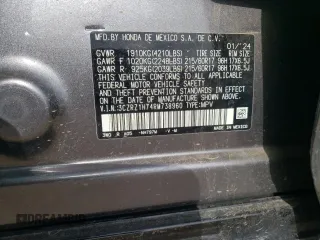 MFD. BY HONDA DE MEXICO S.A. DE C.V. 01/24
GVWR 1910KG(4210LBS) TIRE SIZE RIM SIZE
GAWR F 1020KG(2248LBS) 215/60R17 96H 17X6.5J
GAWR R 925KG(2039LBS) 215/60R17 96H 17X6.5J
THIS VEHICLE CONFORMS TO ALL APPLICABLE
FEDERAL MOTOR VEHICLE SAFETY AND THEFT
PREVENTION STANDARDS IN EFFECT ON THE DATE
OF MANUFACTURE SHOWN ABOVE.
V.I.N. TYPE: MPV
MADE IN MEXICO